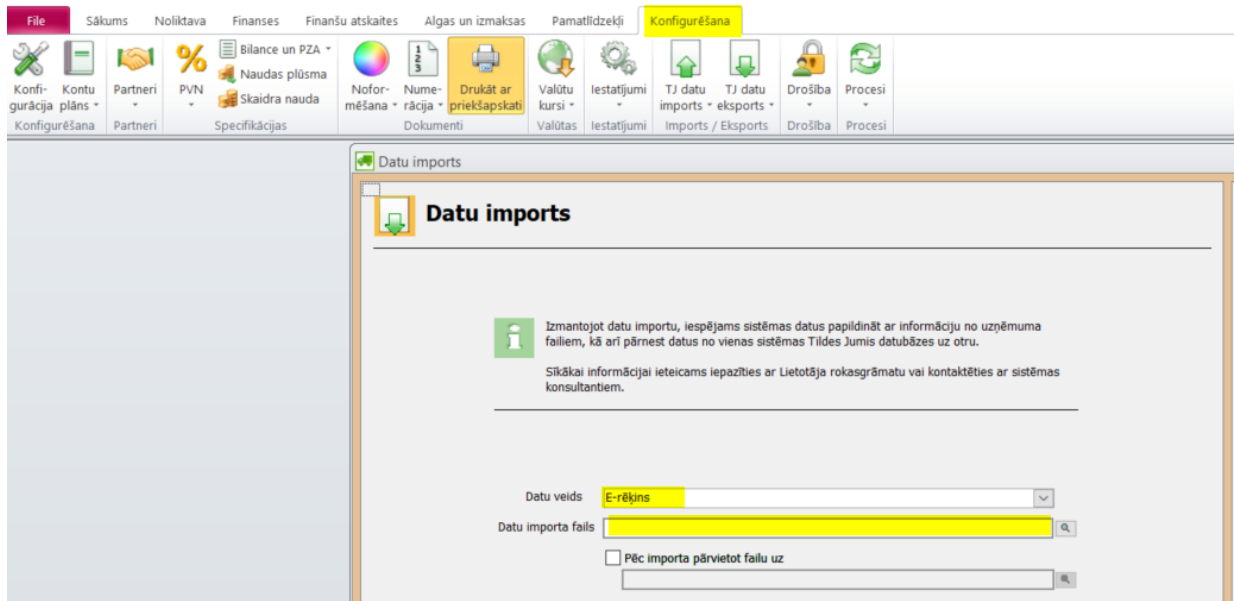 File Sākums Noliktava Finanses Finanšu atskaites Algas un izmaksas Pamatlīdzekļi Konfigurēšana
Konfi-
gurācija
Kontu
plāns
Partneri
PVN
Bilance un PZA
Naudas plūsma
Skaidra nauda
Nofor-
mēšana
Nume-
rācija
Drukāt ar
priekšapskati
Valūtu
kursi
Iestatījumi
TJ datu
imports
TJ datu
eksports
Drošība
Procesi
Konfigurēšana Partneri Specifikācijas Dokumenti Valūtas Iestatījumi Imports / Eksports Drošība Procesi
Datu imports
Datu imports
Izmantojot datu importu, iespējams sistēmas datus papildināt ar informāciju no uzņēmuma
failiem, kā arī pārnest datus no vienas sistēmas Tildes Jumis datubāzes uz otru.
Sīkākai informācijai ieteicams iepazīties ar Lietotāja rokasgrāmatu vai kontaktēties ar sistēmas
konsultantiem.
Datu veids E-rēķins
Datu importa fails
Pēc importa pārvietot failu uz